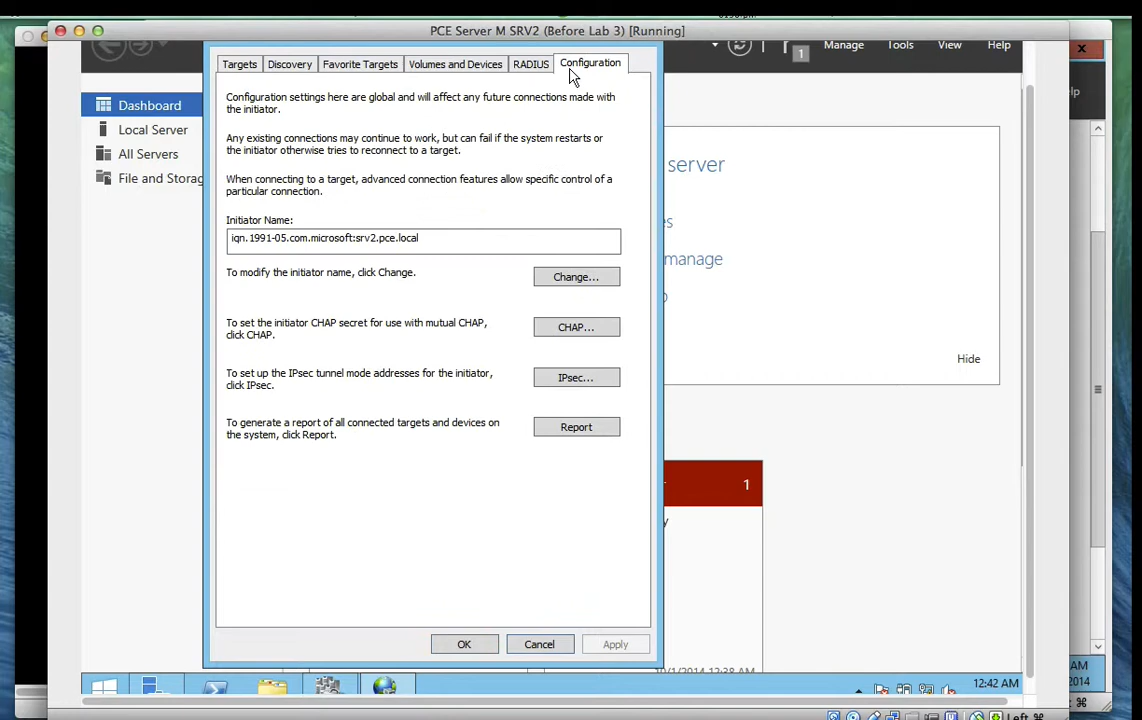 PCE Server M SRV2 (Before Lab 3) [Running]
1
Manage
Tools
View
Help
Targets
Discovery
Favorite Targets
Volumes and Devices
RADIUS
Configuration
Dashboard
Local Server
All Servers
File and Storag
Configuration settings here are global and will affect any future connections made with
the initiator.
Any existing connections may continue to work, but can fail if the system restarts or
the initiator otherwise tries to reconnect to a target.
When connecting to a target, advanced connection features allow specific control of a
particular connection.
Initiator Name:
iqn.1991-05.com.microsoft:srv2.pce.local
To modify the initiator name, click Change.
Change...
To set the initiator CHAP secret for use with mutual CHAP,
click CHAP.
CHAP...
To set up the IPsec tunnel mode addresses for the initiator,
click IPsec.
IPsec...
To generate a report of all connected targets and devices on
the system, click Report.
Report
OK
Cancel
Apply
server
es
manage
Hide
1
y
12:42 AM
AM
2014
Left ⌘